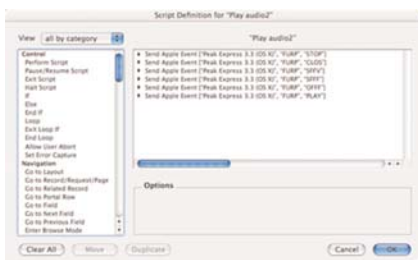 Script Definition for "Play audio2"
View all by category
"Play audio2"
Control
Perform Script
Pause/Resume Script
Exit Script
Halt Script
If
Else
End If
Loop
Exit Loop If
End Loop
Allow User Abort
Set Error Capture
Navigation
Go to Layout
Go to Record/Request/Page
Go to Related Record
Go to Portal Row
Go to Field
Go to Next Field
Go to Previous Field
Enter Browse Mode
Send Apple Event ["Peak Express 3.3 (OS X)", "FURP", "STOP"]
Send Apple Event ["Peak Express 3.3 (OS X)", "FURP", "CLOS"]
Send Apple Event ["Peak Express 3.3 (OS X)", "FURP", "SFFV"]
Send Apple Event ["Peak Express 3.3 (OS X)", "FURP", "SFFF"]
Send Apple Event ["Peak Express 3.3 (OS X)", "FURP", "OFFF"]
Send Apple Event ["Peak Express 3.3 (OS X)", "FURP", "PLAY"]
Options
Clear All
Move
Duplicate
Cancel
OK